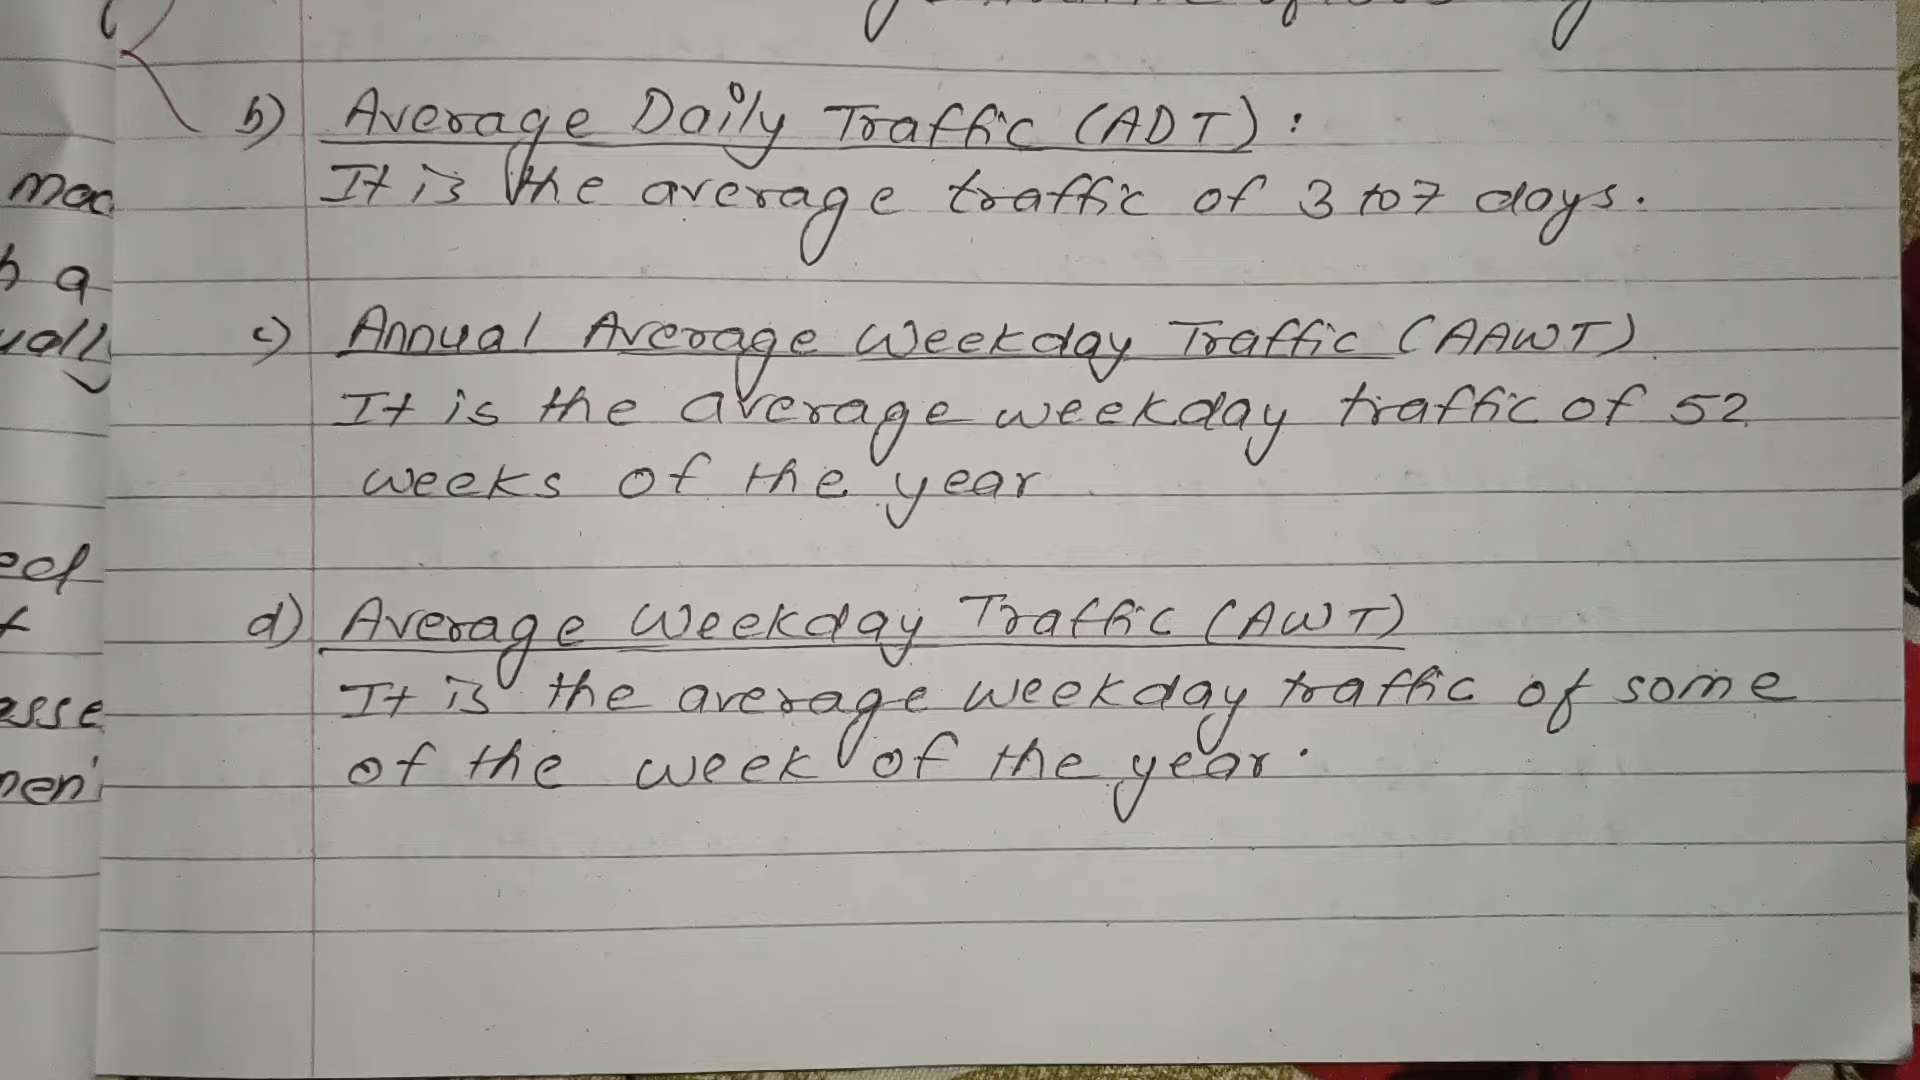 b) Average Daily Traffic (ADT):
It is the average traffic of 3 to 7 days.
c) Annual Average Weekday Traffic (AAWT)
It is the average weekday traffic of 52
weeks of the year
d) Average Weekday Traffic (AWT)
It is the average weekday traffic of some
of the week of the year.